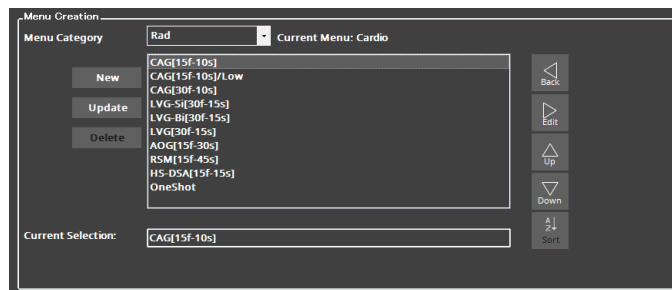 Menu Creation
Menu Category
Rad
Current Menu: Cardio
New
Update
Delete
CAG[15f-10s]
CAG[15f-10s]/Low
CAG[30f-10s]
LVG-Si[30f-15s]
LVG-Bi[30f-15s]
LVG[30f-15s]
AOG[15f-30s]
RSM[15f-45s]
HS-DSA[15f-15s]
OneShot
Back
Edit
Up
Down
A
Z
Sort
Current Selection:
CAG[15f-10s]